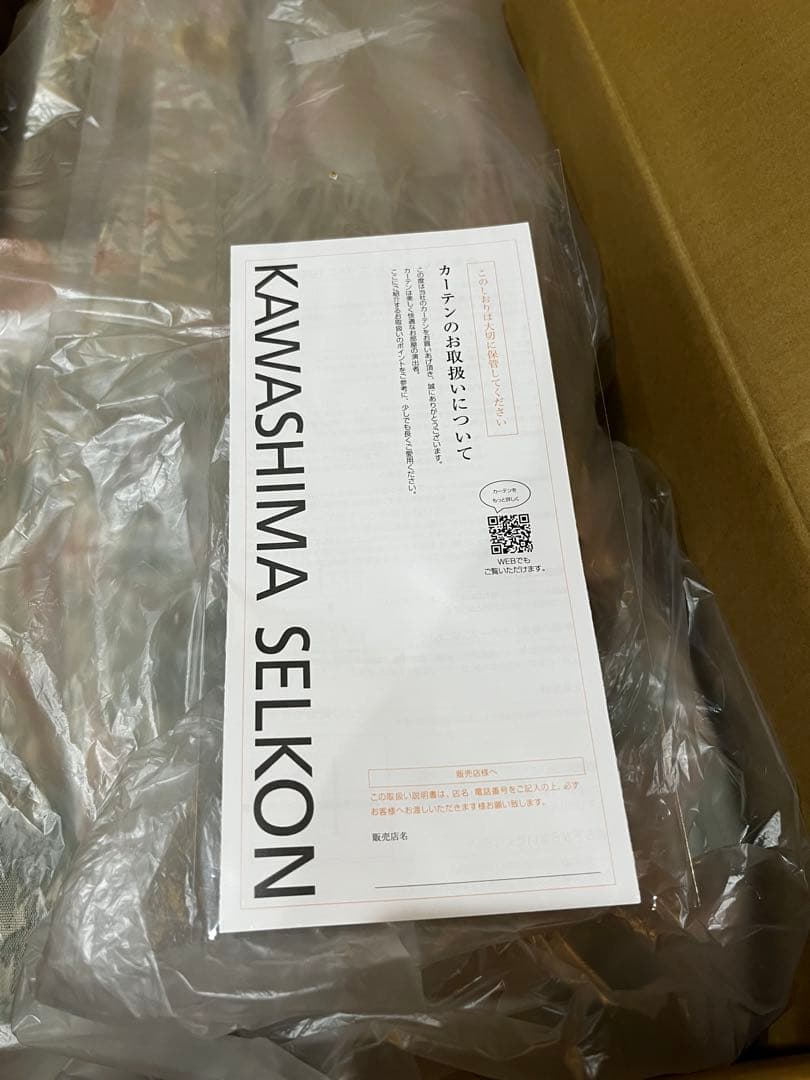 このしおりは大切に保管してください
カーテンのお取扱いについて
この度は当社のカーテンをお買いあげ頂き、誠にありがとうございます。
カーテンは美しく快適なお部屋の演出者。
ここにご紹介するお取扱いのポイントをご参考に、少しでも長くご愛用ください。
KAWASHIMA SELKON
カーテンを
もっと詳しく
WEBでも
ご覧いただけます。
販売店様へ
この取扱い説明書は、店名・電話番号をご記入の上、必ず
お客様へお渡しいただきます様お願い致します。
販売店名